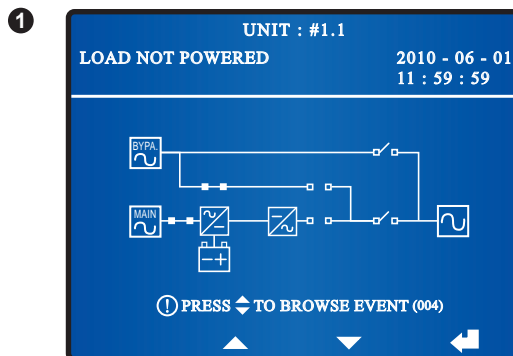 1
UNIT : #1.1
LOAD NOT POWERED
2010 - 06 - 01
11 : 59 : 59
BYPA.
MAIN
PRESS TO BROWSE EVENT (004)